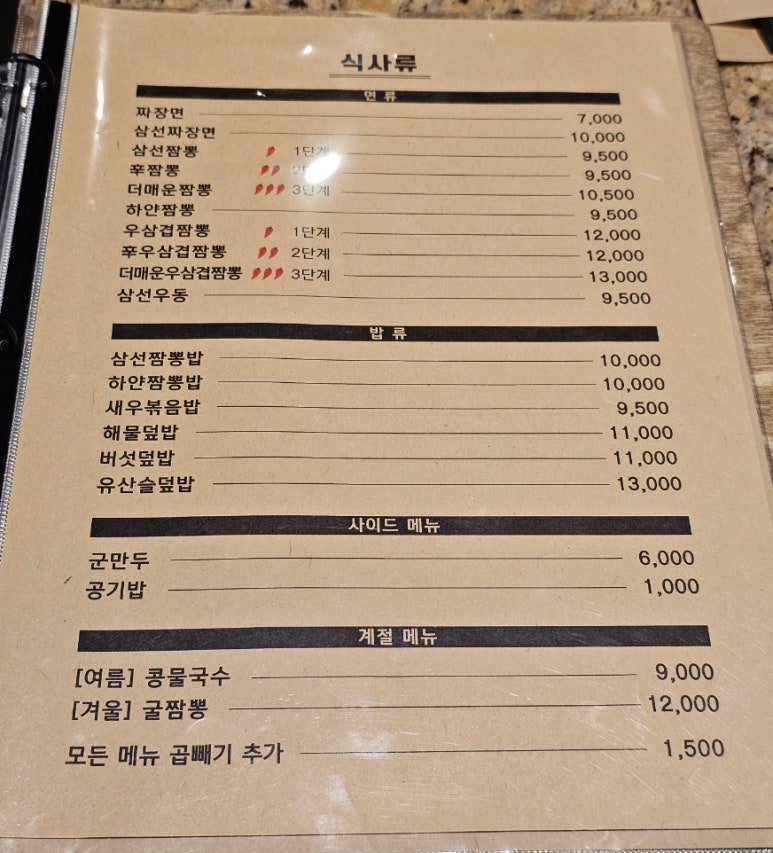 식사류
면 류
짜장면 7,000
삼선짜장면 10,000
삼선짬뽕 1단계 9,500
辛짬뽕 2단계 9,500
더매운짬뽕 3단계 10,500
하얀짬뽕 9,500
우삼겹짬뽕 1단계 12,000
辛우삼겹짬뽕 2단계 12,000
더매운우삼겹짬뽕 3단계 13,000
삼선우동 9,500
밥 류
삼선짬뽕밥 10,000
하얀짬뽕밥 10,000
새우볶음밥 9,500
해물덮밥 11,000
버섯덮밥 11,000
유산슬덮밥 13,000
사이드 메뉴
군만두 6,000
공기밥 1,000
계절 메뉴
[여름] 콩물국수 9,000
[겨울] 굴짬뽕 12,000
모든 메뉴 곱빼기 추가 1,500